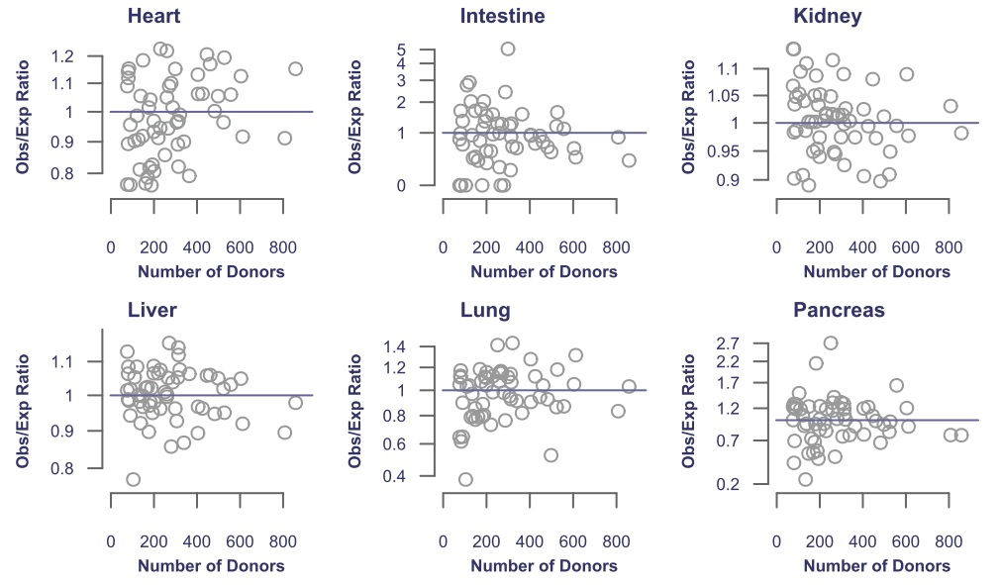 Heart
Obs/Exp Ratio
1.2
1.1
1
0.9
0.8
0 200 400 600 800
Number of Donors
Intestine
Obs/Exp Ratio
5
4
3
2
1
0
0 200 400 600 800
Number of Donors
Kidney
Obs/Exp Ratio
1.1
1.05
1
0.95
0.9
0 200 400 600 800
Number of Donors
Liver
Obs/Exp Ratio
1.1
1
0.9
0.8
0 200 400 600 800
Number of Donors
Lung
Obs/Exp Ratio
1.4
1.2
1
0.8
0.6
0.4
0 200 400 600 800
Number of Donors
Pancreas
Obs/Exp Ratio
2.7
2.2
1.7
1.2
0.7
0.2
0 200 400 600 800
Number of Donors